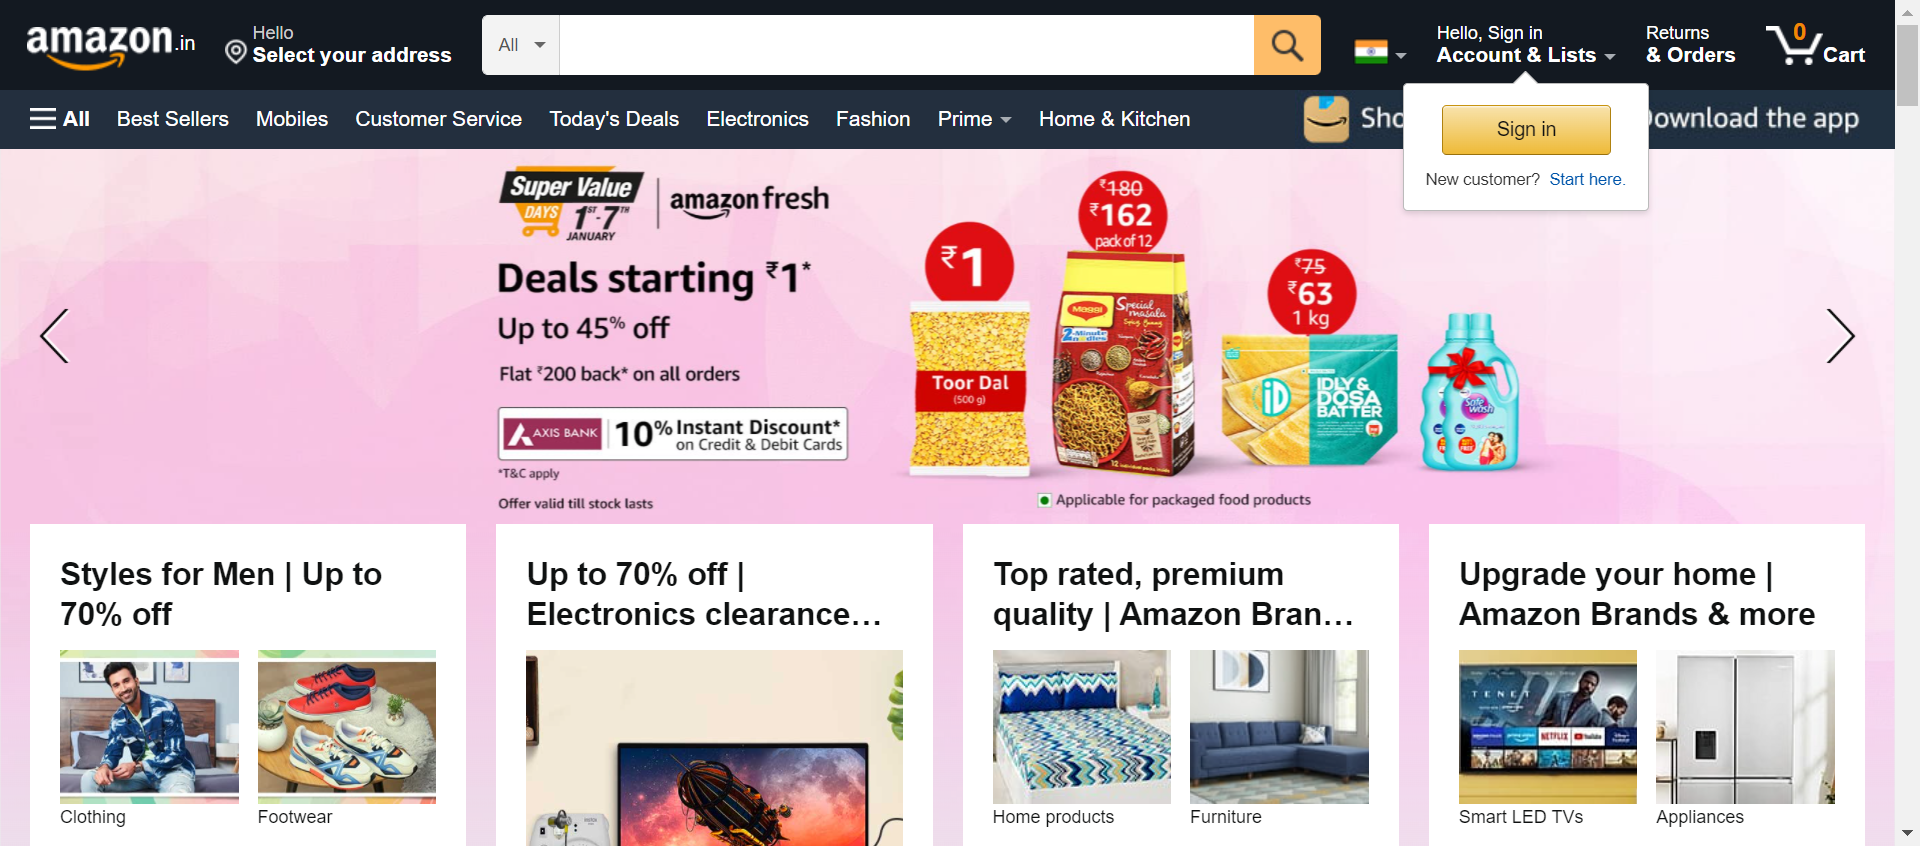 amazon.in
Hello
Select your address
All
Hello, Sign in
Account & Lists
Returns
& Orders
0
Cart
All
Best Sellers
Mobiles
Customer Service
Today's Deals
Electronics
Fashion
Prime
Home & Kitchen
Sho
ownload the app
Sign in
New customer? Start here.
Super Value
DAYS 1ST-7TH
JANUARY
amazon fresh
Deals starting ₹1*
Up to 45% off
Flat ₹200 back* on all orders
AXIS BANK
10% Instant Discount*
on Credit & Debit Cards
*T&C apply
Offer valid till stock lasts
₹1
Toor Dal
(500 g)
₹180
₹162
pack of 12
Maggi
Special
masala
2-Minute
Noodles
₹75
₹63
1 kg
iD
IDLY &
DOSA
BATTER
Safe
wash
Applicable for packaged food products
Styles for Men | Up to
70% off
Clothing
Footwear
Up to 70% off |
Electronics clearance…
Top rated, premium
quality | Amazon Bran…
Home products
Furniture
Upgrade your home |
Amazon Brands & more
TENET
prime video
NETFLIX
YouTube
Smart LED TVs
Appliances